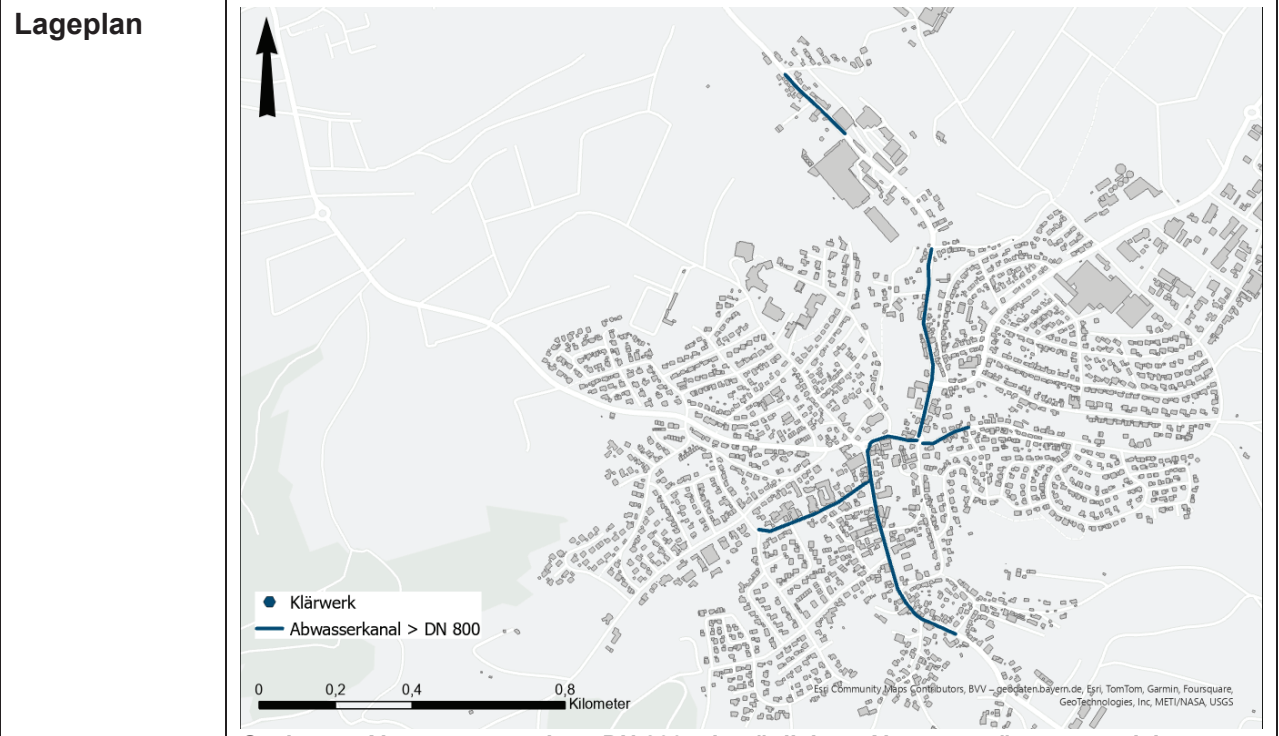 Lageplan
Klärwerk
Abwasserkanal > DN 800
0 0,2 0,4 0,8
Kilometer
Esri Community Maps Contributors, BVV – geodaten.bayern.de, Esri, TomTom, Garmin, Foursquare,
GeoTechnologies, Inc, METI/NASA, USGS